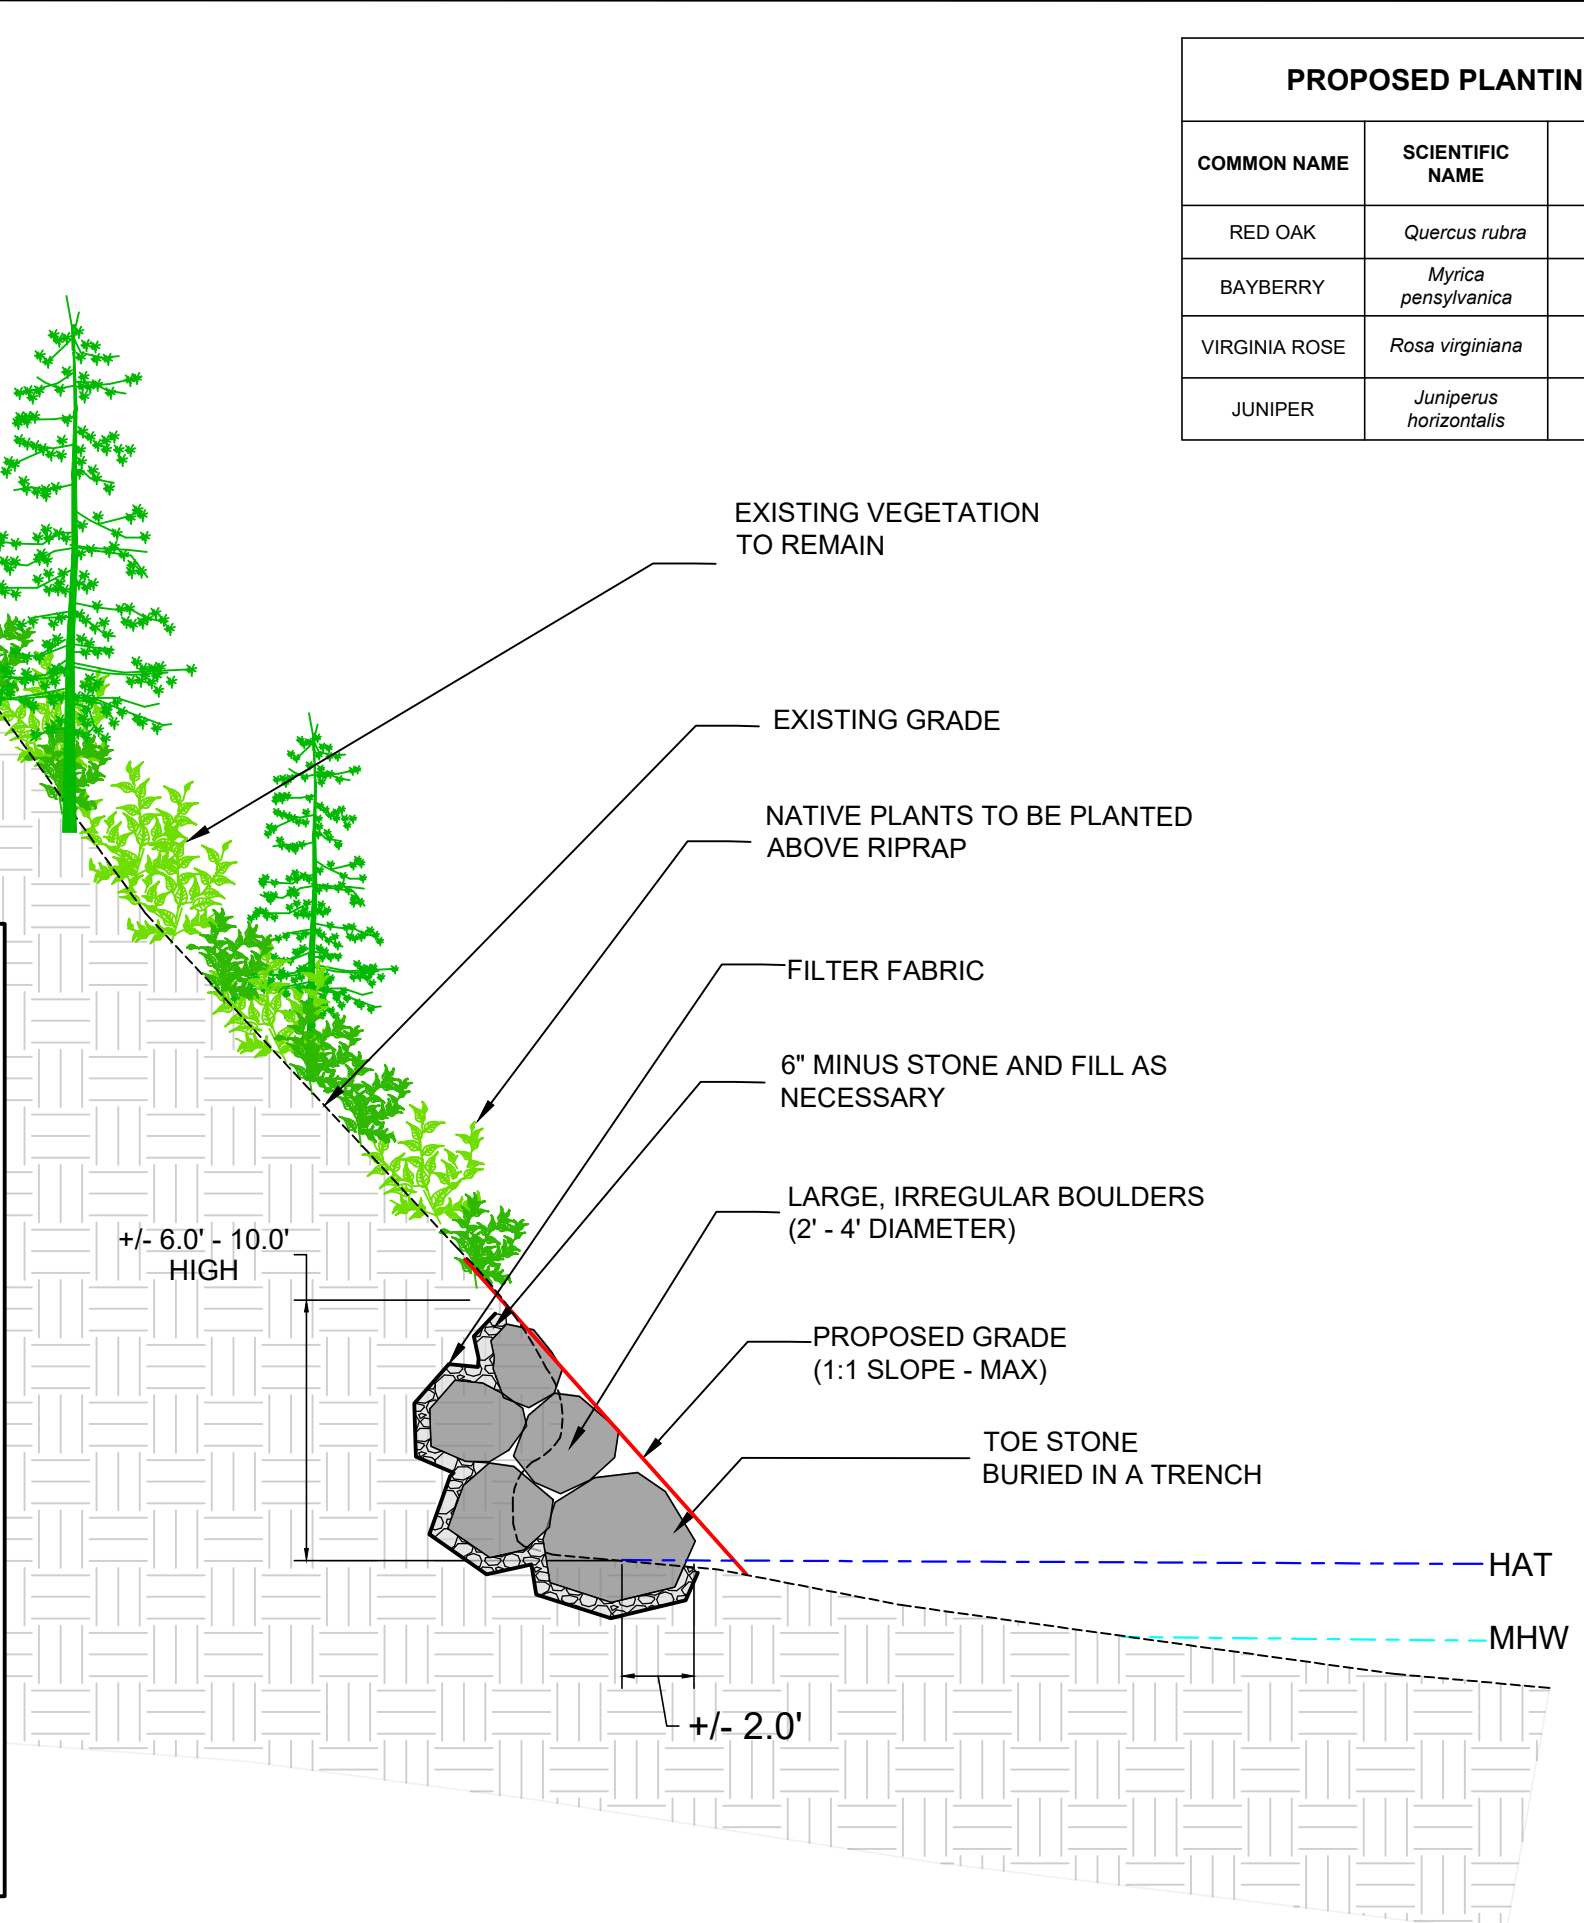 PROPOSED PLANTIN
COMMON NAME
SCIENTIFIC
NAME
RED OAK
Quercus rubra
BAYBERRY
Myrica
pensylvanica
VIRGINIA ROSE
Rosa virginiana
JUNIPER
Juniperus
horizontalis
EXISTING VEGETATION
TO REMAIN
EXISTING GRADE
NATIVE PLANTS TO BE PLANTED
ABOVE RIPRAP
FILTER FABRIC
6" MINUS STONE AND FILL AS
NECESSARY
LARGE, IRREGULAR BOULDERS
(2' - 4' DIAMETER)
+/- 6.0' - 10.0'
HIGH
PROPOSED GRADE
(1:1 SLOPE - MAX)
TOE STONE
BURIED IN A TRENCH
HAT
MHW
+/- 2.0'